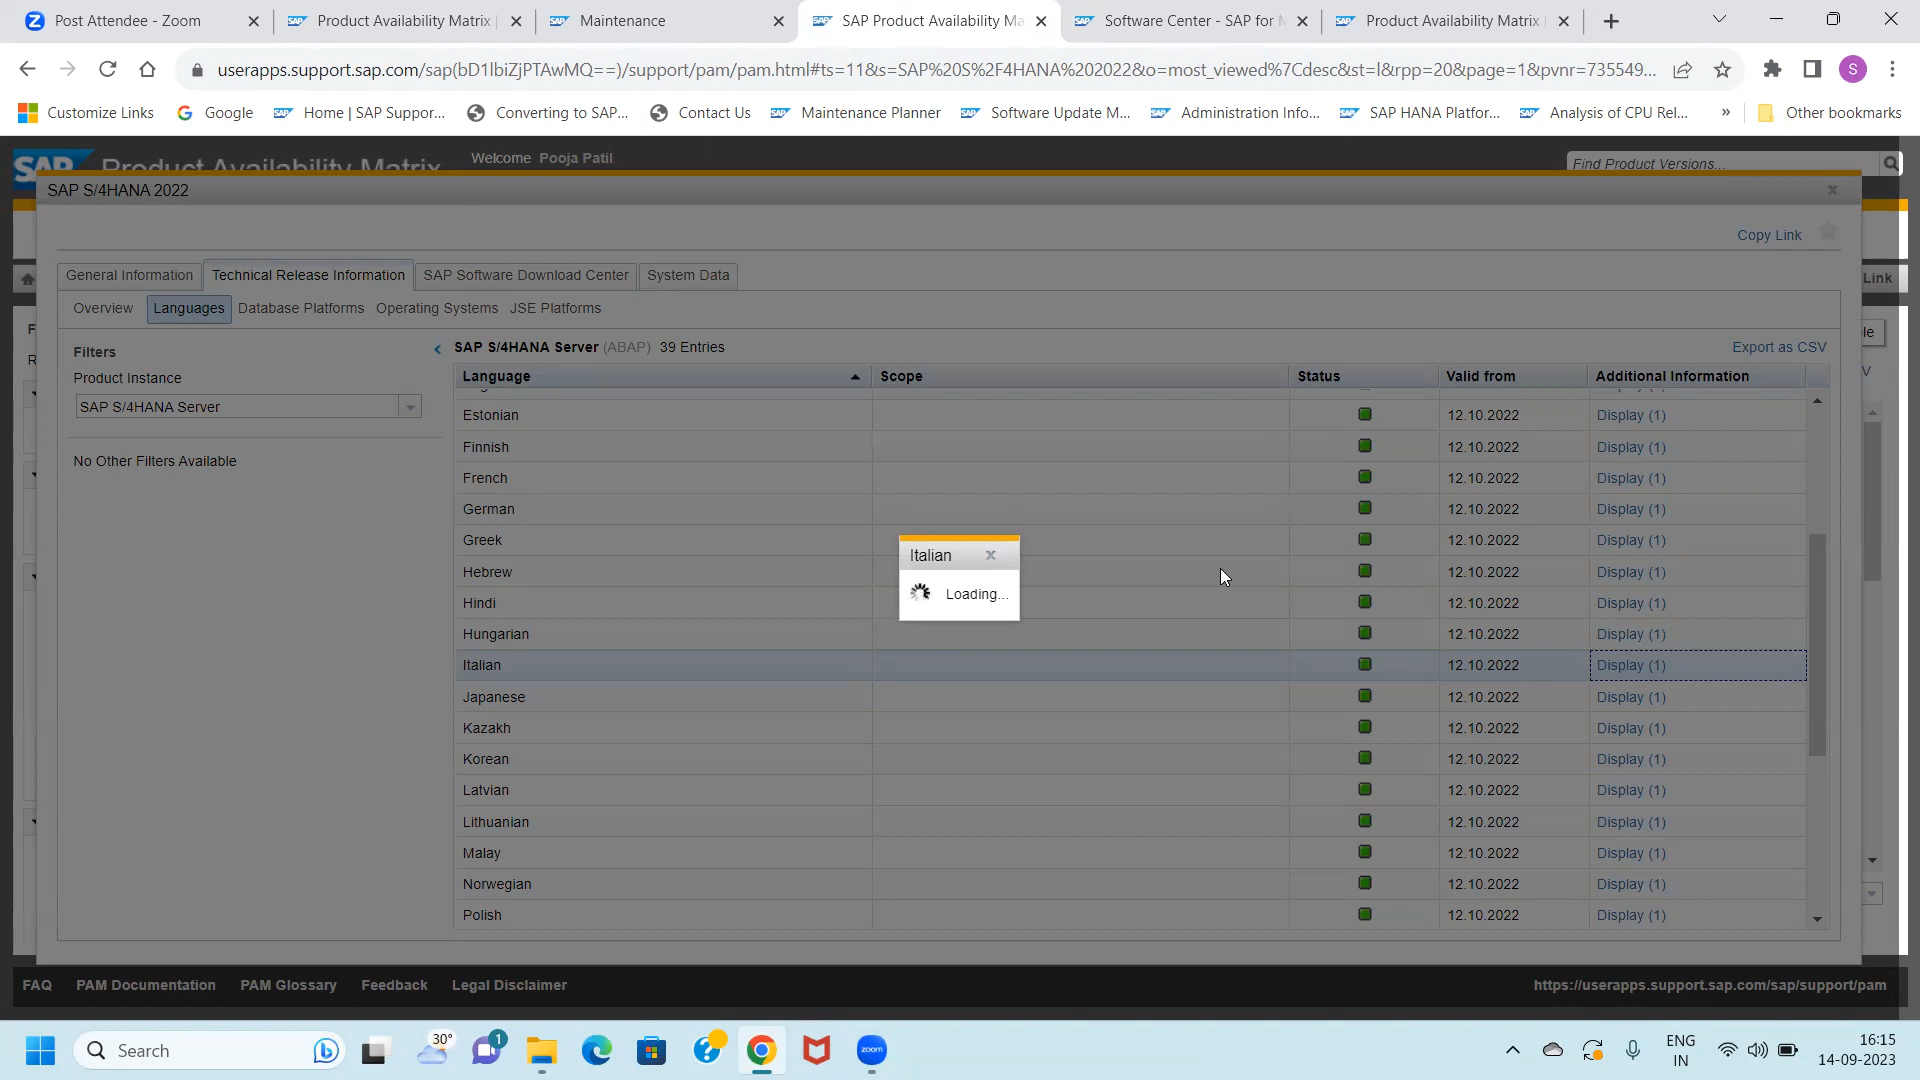 Post Attendee - Zoom
Product Availability Matrix
Maintenance
SAP Product Availability Ma
Software Center - SAP for
Product Availability Matrix
userapps.support.sap.com/sap(bD1lbiZjPTAwMQ==)/support/pam/pam.html#ts=11&s=SAP%20S%2F4HANA%202022&o=most_viewed%7Cdesc&st=l&rpp=20&page=1&pvnr=735549...
S
Customize Links
Google
Home | SAP Suppor...
Converting to SAP...
Contact Us
Maintenance Planner
Software Update M...
Administration Info...
SAP HANA Platfor...
Analysis of CPU Rel...
»
Other bookmarks
SAP Product Availability Matrix
Welcome Pooja Patil
Find Product Versions...
SAP S/4HANA 2022
Copy Link
Link
General Information
Technical Release Information
SAP Software Download Center
System Data
Overview
Languages
Database Platforms
Operating Systems
JSE Platforms
Filters
Product Instance
SAP S/4HANA Server
No Other Filters Available
SAP S/4HANA Server (ABAP) 39 Entries
Export as CSV
Language Scope Status Valid from Additional Information
Estonian 12.10.2022 Display (1)
Finnish 12.10.2022 Display (1)
French 12.10.2022 Display (1)
German 12.10.2022 Display (1)
Greek 12.10.2022 Display (1)
Hebrew 12.10.2022 Display (1)
Hindi 12.10.2022 Display (1)
Hungarian 12.10.2022 Display (1)
Italian 12.10.2022 Display (1)
Japanese 12.10.2022 Display (1)
Kazakh 12.10.2022 Display (1)
Korean 12.10.2022 Display (1)
Latvian 12.10.2022 Display (1)
Lithuanian 12.10.2022 Display (1)
Malay 12.10.2022 Display (1)
Norwegian 12.10.2022 Display (1)
Polish 12.10.2022 Display (1)
Italian
Loading...
FAQ
PAM Documentation
PAM Glossary
Feedback
Legal Disclaimer
https://userapps.support.sap.com/sap/support/pam
Search
30°
1
zoom
ENG
IN
16:15
14-09-2023